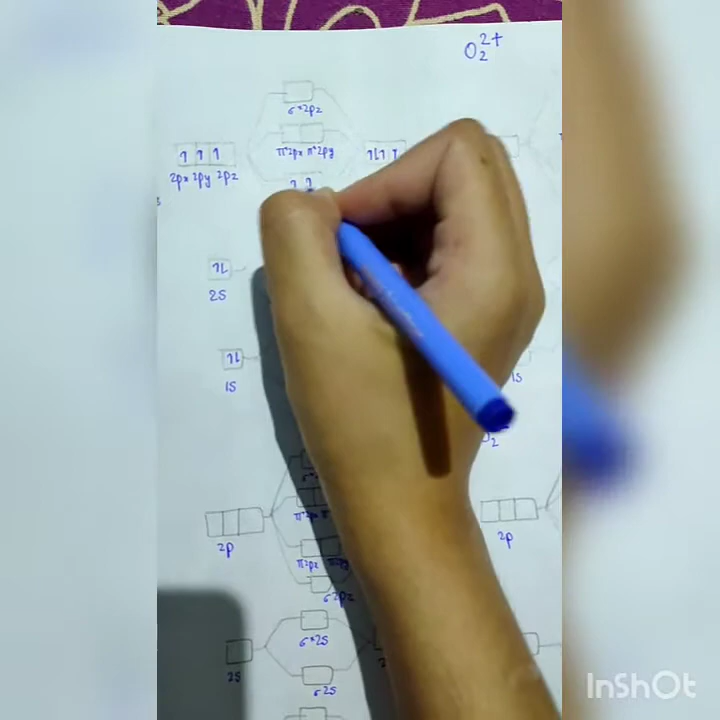 O₂²⁺
σ*2pz
π*2px π*2py
↿ ↿ ↿
↿⇂ ↿ ↿
2px 2py 2pz
↿ ↿
↿⇂
2S
↿⇂
1S
1S
O₂⁻
2p
π2px π2py
σ2pz
2p
σ*2S
2S
σ2S
InShOt